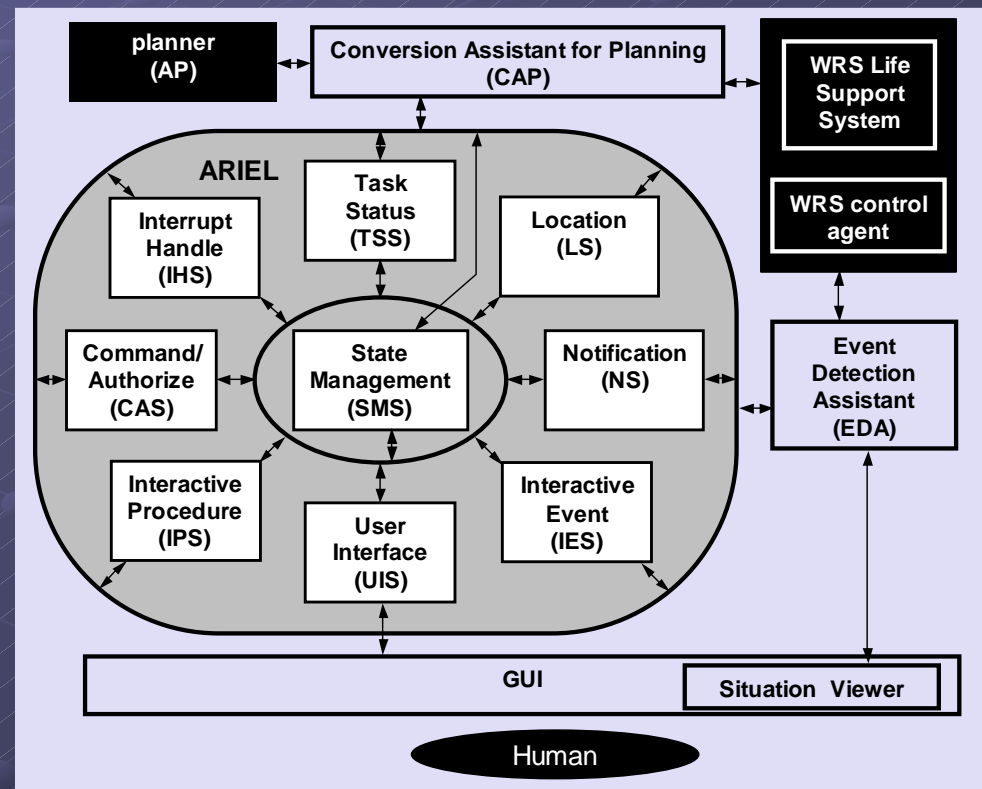 planner
(AP)
Conversion Assistant for Planning
(CAP)
WRS Life
Support
System
WRS control
agent
ARIEL
Task
Status
(TSS)
Interrupt
Handle
(IHS)
Location
(LS)
Command/
Authorize
(CAS)
State
Management
(SMS)
Notification
(NS)
Event
Detection
Assistant
(EDA)
Interactive
Procedure
(IPS)
User
Interface
(UIS)
Interactive
Event
(IES)
GUI
Situation Viewer
Human